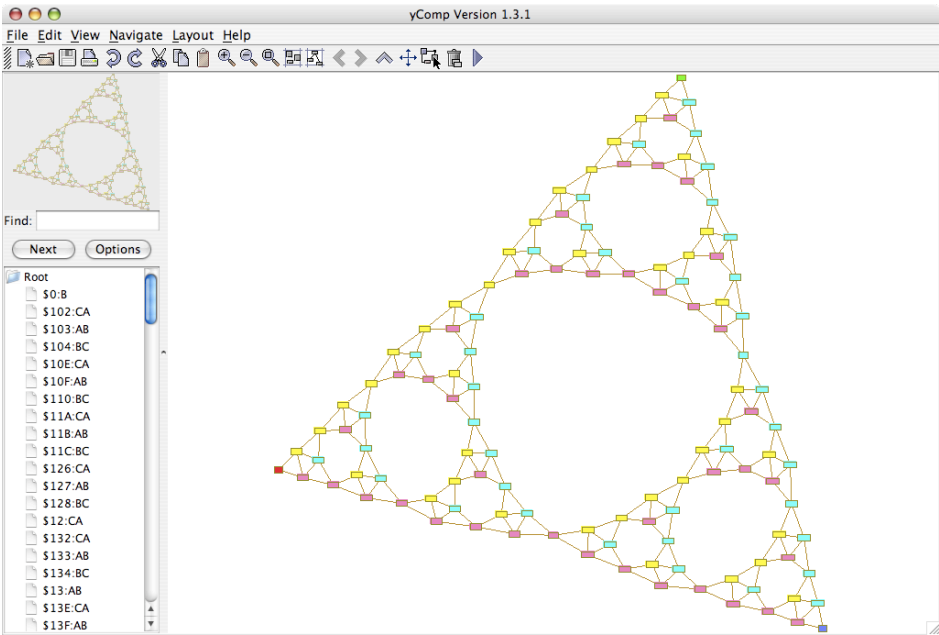 yComp Version 1.3.1
File Edit View Navigate Layout Help
Find:
Next Options
Root
$0:B
$102:CA
$103:AB
$104:BC
$10E:CA
$10F:AB
$110:BC
$11A:CA
$11B:AB
$11C:BC
$126:CA
$127:AB
$128:BC
$12:CA
$132:CA
$133:AB
$134:BC
$13:AB
$13E:CA
$13F:AB